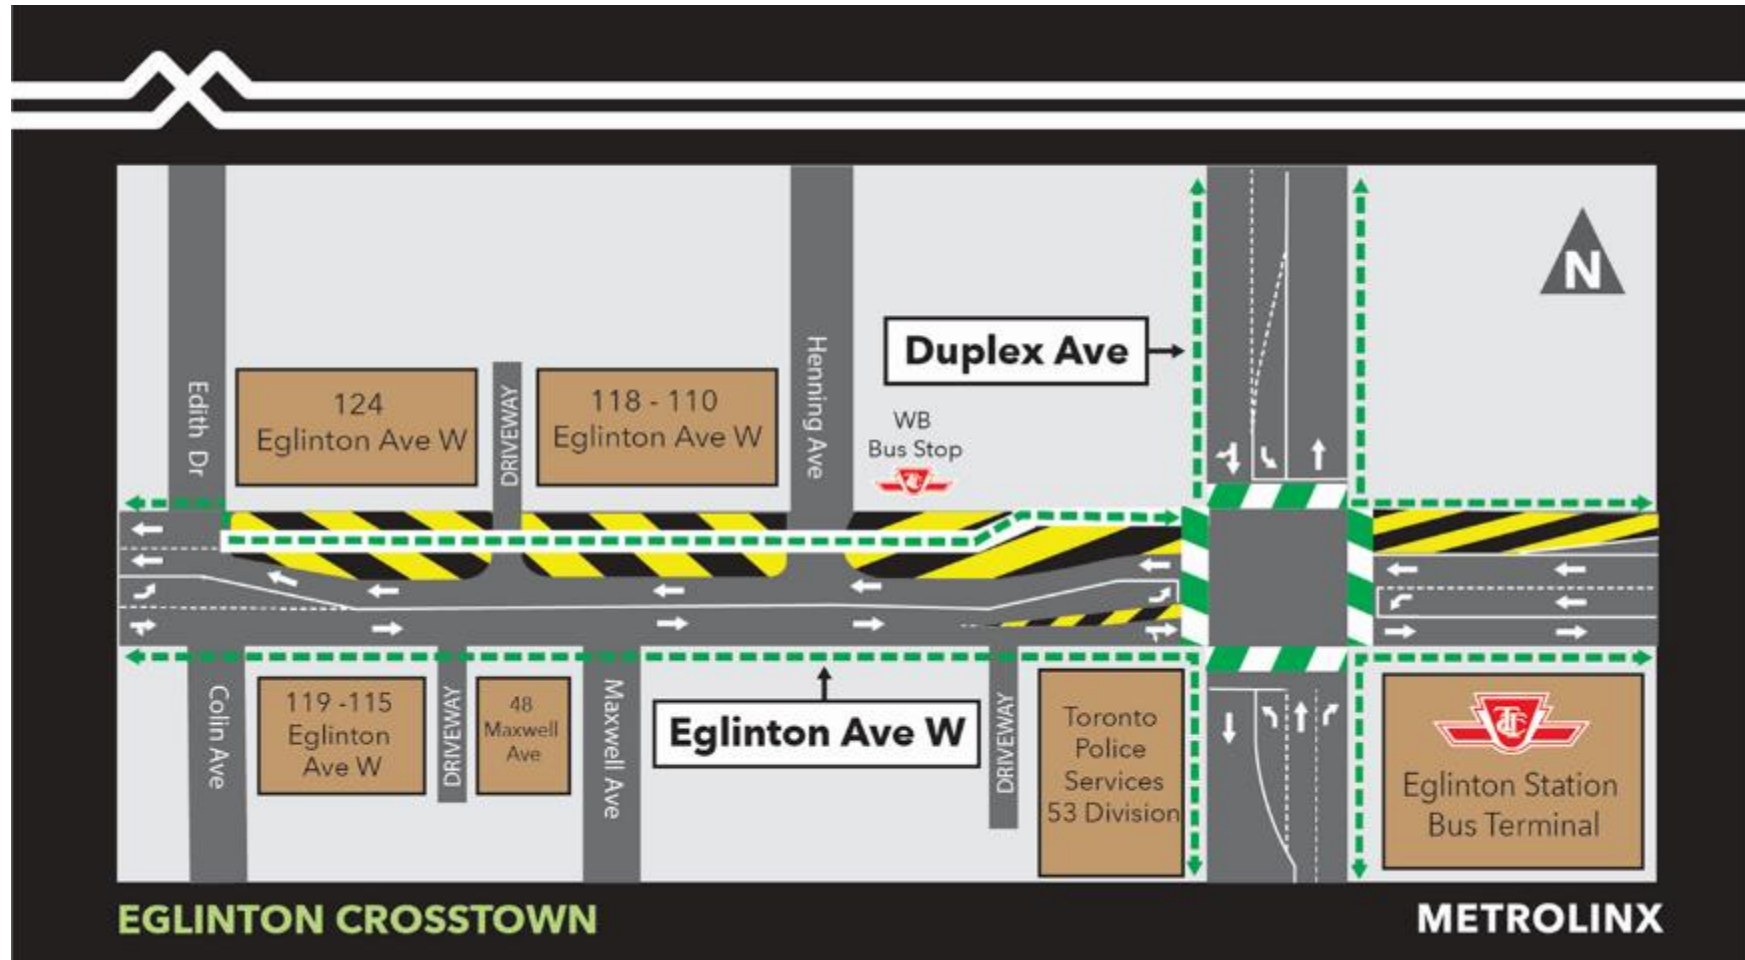 N
Duplex Ave
Edith Dr
124
Eglinton Ave W
DRIVEWAY
118 - 110
Eglinton Ave W
Henning Ave
WB
Bus Stop
Colin Ave
119 -115
Eglinton
Ave W
DRIVEWAY
48
Maxwell
Ave
Maxwell Ave
Eglinton Ave W
DRIVEWAY
Toronto
Police
Services
53 Division
TTC
Eglinton Station
Bus Terminal
EGLINTON CROSSTOWN
METROLINX